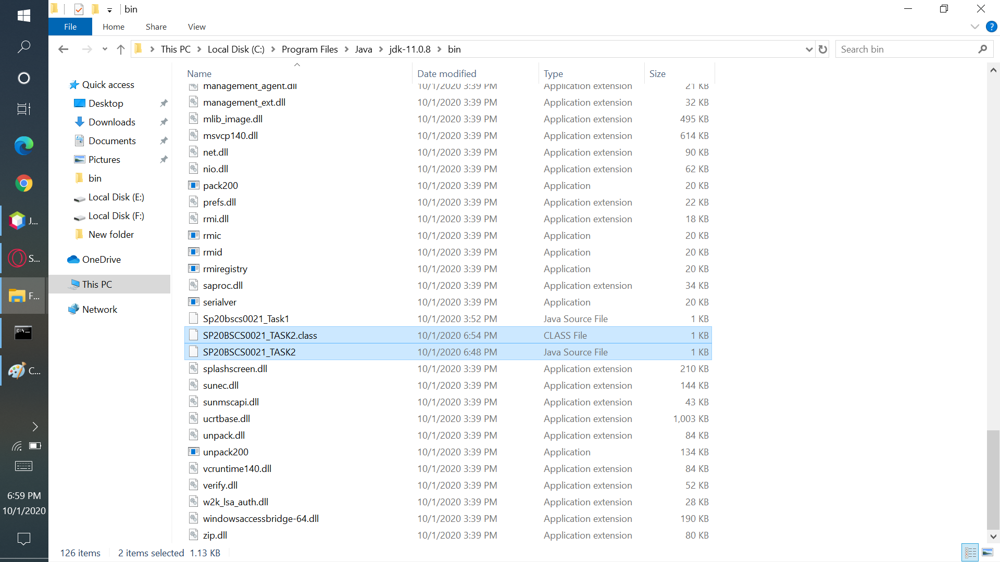 bin
File Home Share View
This PC Local Disk (C:) Program Files Java jdk-11.0.8 bin Search bin
Name Date modified Type Size
Quick access
Desktop
Downloads
Documents
Pictures
bin
Local Disk (E:)
Local Disk (F:)
New folder
OneDrive
This PC
Network
management_agent.dll 10/1/2020 3:39 PM Application extension 21 KB
management_ext.dll 10/1/2020 3:39 PM Application extension 32 KB
mlib_image.dll 10/1/2020 3:39 PM Application extension 495 KB
msvcp140.dll 10/1/2020 3:39 PM Application extension 614 KB
net.dll 10/1/2020 3:39 PM Application extension 90 KB
nio.dll 10/1/2020 3:39 PM Application extension 62 KB
pack200 10/1/2020 3:39 PM Application 20 KB
prefs.dll 10/1/2020 3:39 PM Application extension 22 KB
rmi.dll 10/1/2020 3:39 PM Application extension 18 KB
rmic 10/1/2020 3:39 PM Application 20 KB
rmid 10/1/2020 3:39 PM Application 20 KB
rmiregistry 10/1/2020 3:39 PM Application 20 KB
saproc.dll 10/1/2020 3:39 PM Application extension 34 KB
serialver 10/1/2020 3:39 PM Application 20 KB
Sp20bscs0021_Task1 10/1/2020 3:52 PM Java Source File 1 KB
SP20BSCS0021_TASK2.class 10/1/2020 6:54 PM CLASS File 1 KB
SP20BSCS0021_TASK2 10/1/2020 6:48 PM Java Source File 1 KB
splashscreen.dll 10/1/2020 3:39 PM Application extension 210 KB
sunec.dll 10/1/2020 3:39 PM Application extension 144 KB
sunmscapi.dll 10/1/2020 3:39 PM Application extension 43 KB
ucrtbase.dll 10/1/2020 3:39 PM Application extension 1,003 KB
unpack.dll 10/1/2020 3:39 PM Application extension 84 KB
unpack200 10/1/2020 3:39 PM Application 134 KB
vcruntime140.dll 10/1/2020 3:39 PM Application extension 84 KB
verify.dll 10/1/2020 3:39 PM Application extension 52 KB
w2k_lsa_auth.dll 10/1/2020 3:39 PM Application extension 28 KB
windowsaccessbridge-64.dll 10/1/2020 3:39 PM Application extension 190 KB
zip.dll 10/1/2020 3:39 PM Application extension 80 KB
126 items 2 items selected 1.13 KB
J...
S...
F...
C:\
C...
6:59 PM
10/1/2020